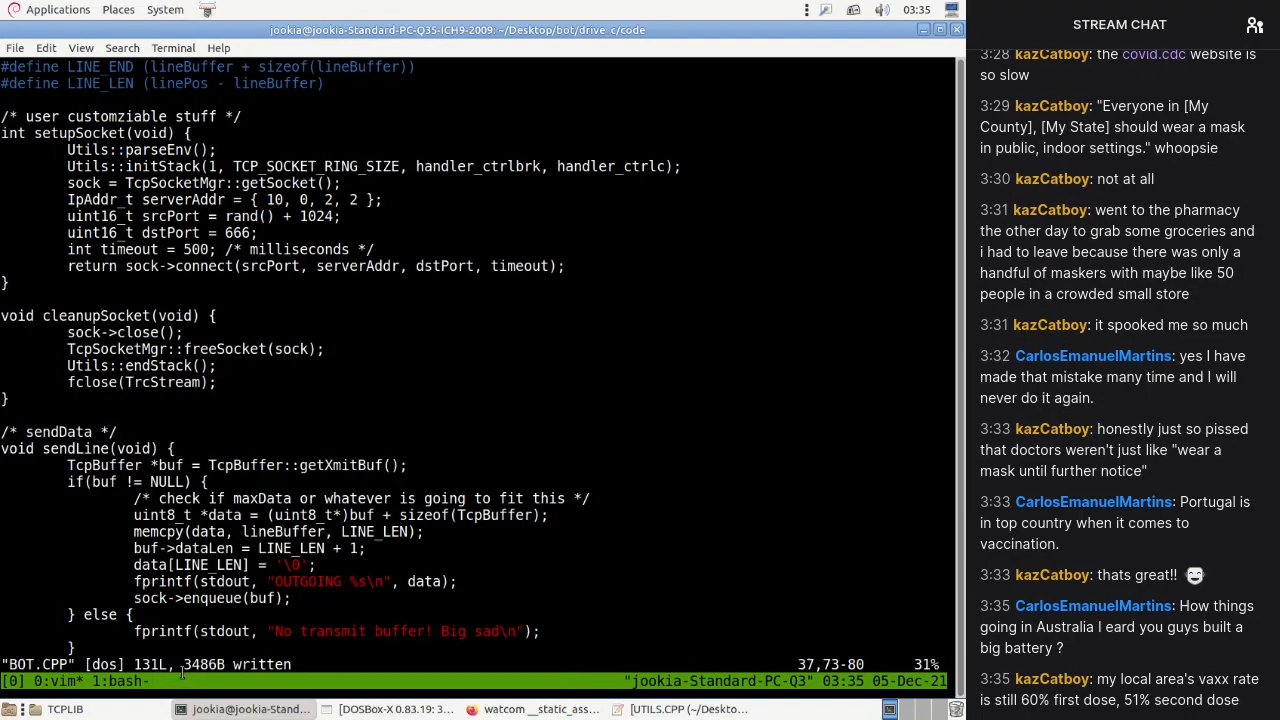 Applications Places System 03:35
jookia@jookia-Standard-PC-Q35-ICH9-2009: ~/Desktop/bot/drive_c/code
File Edit View Search Terminal Help
#define LINE_END (lineBuffer + sizeof(lineBuffer))
#define LINE_LEN (linePos - lineBuffer)
/* user customziable stuff */
int setupSocket(void) {
Utils::parseEnv();
Utils::initStack(1, TCP_SOCKET_RING_SIZE, handler_ctrlbrk, handler_ctrlc);
sock = TcpSocketMgr::getSocket();
IpAddr_t serverAddr = { 10, 0, 2, 2 };
uint16_t srcPort = rand() + 1024;
uint16_t dstPort = 666;
int timeout = 500; /* milliseconds */
return sock->connect(srcPort, serverAddr, dstPort, timeout);
}
void cleanupSocket(void) {
sock->close();
TcpSocketMgr::freeSocket(sock);
Utils::endStack();
fclose(TrcStream);
}
/* sendData */
void sendLine(void) {
TcpBuffer *buf = TcpBuffer::getXmitBuf();
if(buf != NULL) {
/* check if maxData or whatever is going to fit this */
uint8_t *data = (uint8_t*)buf + sizeof(TcpBuffer);
memcpy(data, lineBuffer, LINE_LEN);
buf->dataLen = LINE_LEN + 1;
data[LINE_LEN] = '\0';
fprintf(stdout, "OUTGOING %s\n", data);
sock->enqueue(buf);
} else {
fprintf(stdout, "No transmit buffer! Big sad\n");
}
"BOT.CPP" [dos] 131L, 3486B written 37,73-80 31%
[0] 0:vim* 1:bash- "jookia-Standard-PC-Q3" 03:35 05-Dec-21
TCPLIB jookia@jookia-Stand... [DOSBox-X 0.83.19: 3... watcom __static_ass... [UTILS.CPP (~/Deskto...
STREAM CHAT
3:28 kazCatboy: the covid.cdc website is
so slow
3:29 kazCatboy: "Everyone in [My
County], [My State] should wear a mask
in public, indoor settings." whoopsie
3:30 kazCatboy: not at all
3:31 kazCatboy: went to the pharmacy
the other day to grab some groceries and
i had to leave because there was only a
handful of maskers with maybe like 50
people in a crowded small store
3:31 kazCatboy: it spooked me so much
3:32 CarlosEmanuelMartins: yes I have
made that mistake many time and I will
never do it again.
3:33 kazCatboy: honestly just so pissed
that doctors weren't just like "wear a
mask until further notice"
3:33 CarlosEmanuelMartins: Portugal is
in top country when it comes to
vaccination.
3:33 kazCatboy: thats great!!
3:35 CarlosEmanuelMartins: How things
going in Australia I eard you guys built a
big battery ?
3:35 kazCatboy: my local area's vaxx rate
is still 60% first dose, 51% second dose